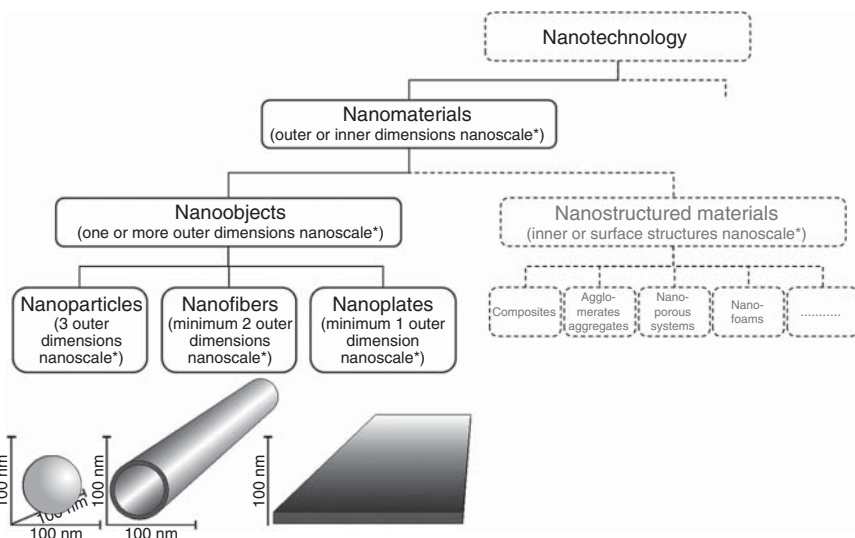 Nanotechnology
Nanomaterials
(outer or inner dimensions nanoscale*)
Nanoobjects
(one or more outer dimensions nanoscale*)
Nanostructured materials
(inner or surface structures nanoscale*)
Nanoparticles
(3 outer
dimensions
nanoscale*)
Nanofibers
(minimum 2 outer
dimensions
nanoscale*)
Nanoplates
(minimum 1 outer
dimension
nanoscale*)
Composites
Agglo-
merates
aggregates
Nano-
porous
systems
Nano-
foams
...........
100 nm
100 nm
100 nm
100 nm
100 nm
100 nm